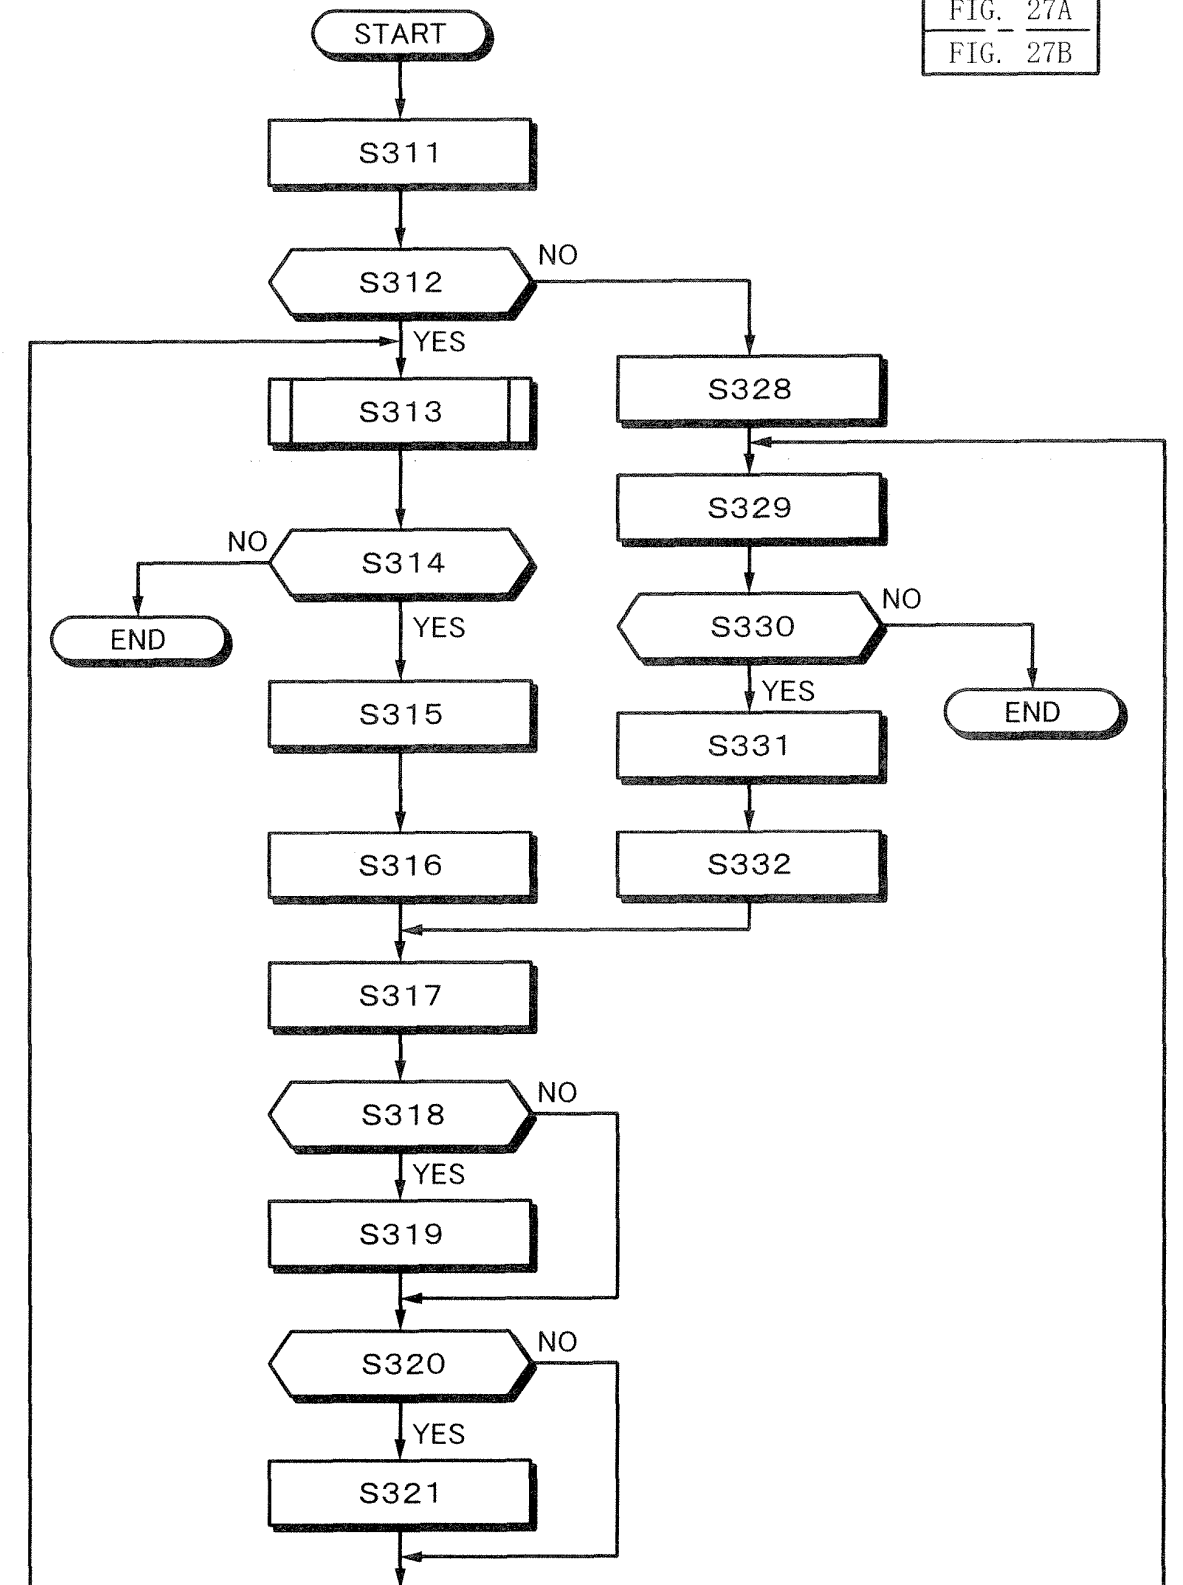 FIG. 27A
FIG. 27B
START
S311
S312
NO
YES
S313
S328
S329
S314
NO
END
YES
S330
NO
YES
END
S315
S331
S316
S332
S317
S318
NO
YES
S319
S320
NO
YES
S321